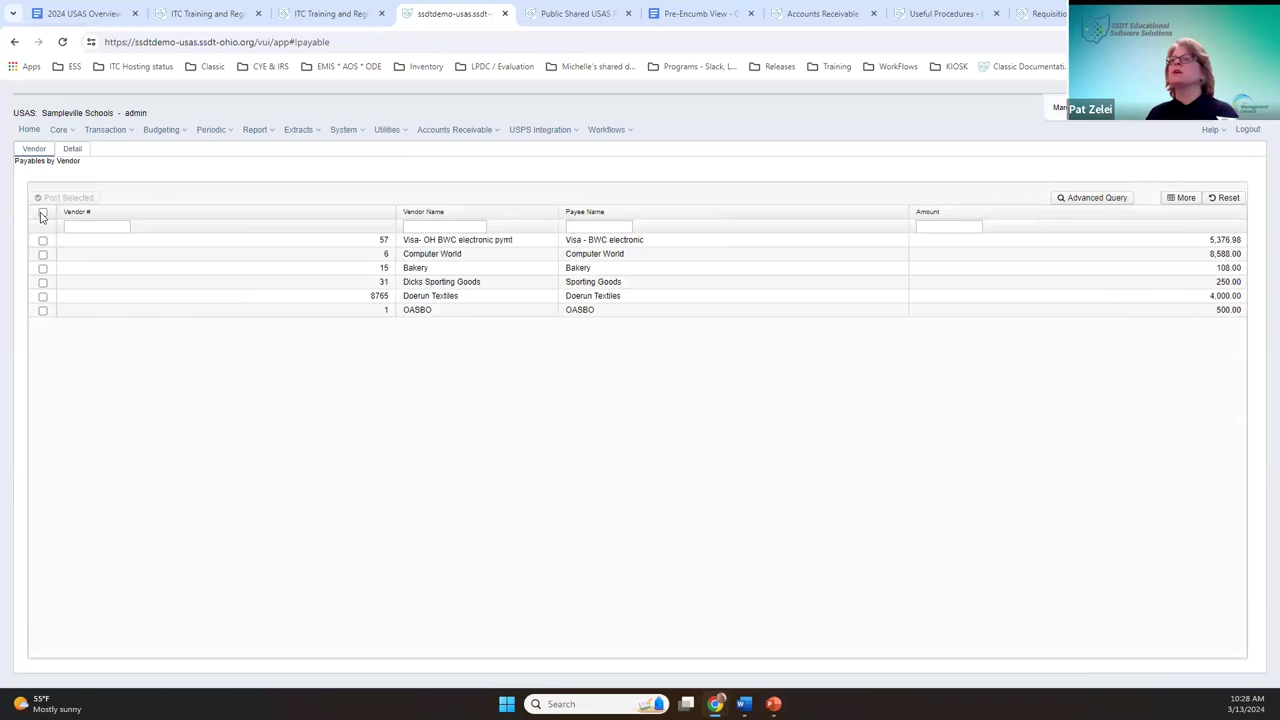 2024 USAS Overview
ITC Training and Reg
ITC Training and Reg
ssdtdemo-usas.ssdt-
Public Shared USAS
Pre-Encumb View
Accounts Receivable
Useful Procedures -
Requisitio
https://ssdtdemo-usas.ssdt-ohio.org/vui/app#!payable
Apps
ESS
ITC Hosting status
Classic
CYE & IRS
EMIS * AOS * ODE
Inventory
LPDC / Evaluation
Michelle's shared d...
Programs - Slack, L...
Releases
Training
WorkFlows
KIOSK
Classic Documentati...
SSDT Educational
Software Solutions
Management
Council
Pat Zelei
USAS: Sampleville Schools - admin
Home Core Transaction Budgeting Periodic Report Extracts System Utilities Accounts Receivable USPS Integration Workflows
Help Logout
Vendor Detail
Payables by Vendor
Post Selected
Advanced Query More Reset
Vendor # Vendor Name Payee Name Amount
57 Visa- OH BWC electronic pymt Visa - BWC electronic 5,376.98
6 Computer World Computer World 8,588.00
15 Bakery Bakery 108.00
31 Dicks Sporting Goods Sporting Goods 250.00
8765 Doerun Textiles Doerun Textiles 4,000.00
1 OASBO OASBO 500.00
55°F
Mostly sunny
Search
10:28 AM
3/13/2024